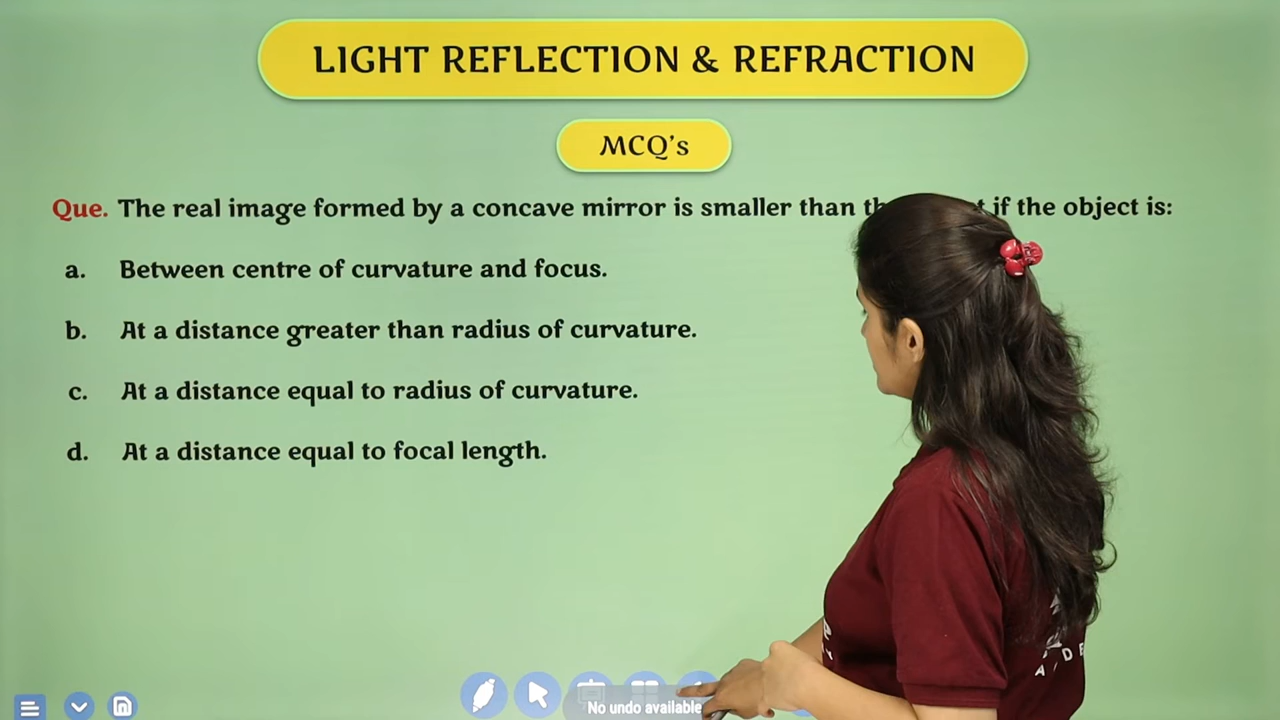 LIGHT REFLECTION & REFRACTION
MCQ's
Que. The real image formed by a concave mirror is smaller than if the object is:
a. Between centre of curvature and focus.
b. At a distance greater than radius of curvature.
c. At a distance equal to radius of curvature.
d. At a distance equal to focal length.
No undo available